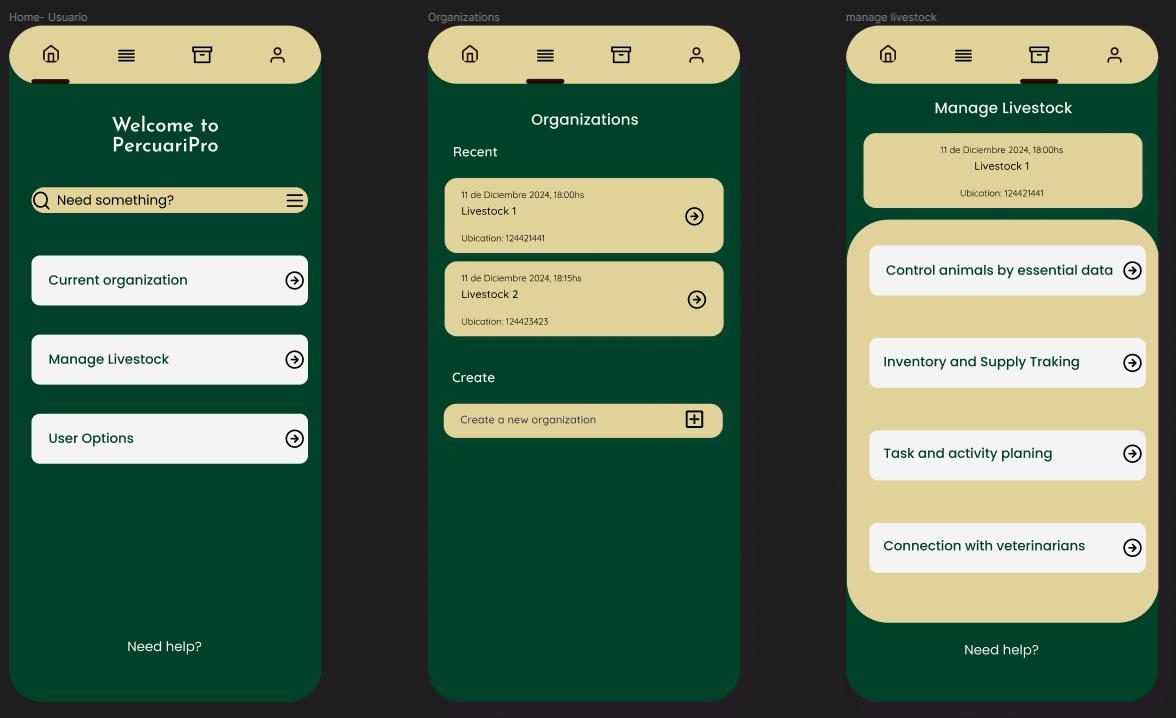 Home- Usuario
Welcome to
PercuariPro
Need something?
Current organization
Manage Livestock
User Options
Need help?
Organizations
Organizations
Recent
11 de Diciembre 2024, 18:00hs
Livestock 1
Ubication: 124421441
11 de Diciembre 2024, 18:15hs
Livestock 2
Ubication: 124423423
Create
Create a new organization
manage livestock
Manage Livestock
11 de Diciembre 2024, 18:00hs
Livestock 1
Ubication: 124421441
Control animals by essential data
Inventory and Supply Traking
Task and activity planing
Connection with veterinarians
Need help?